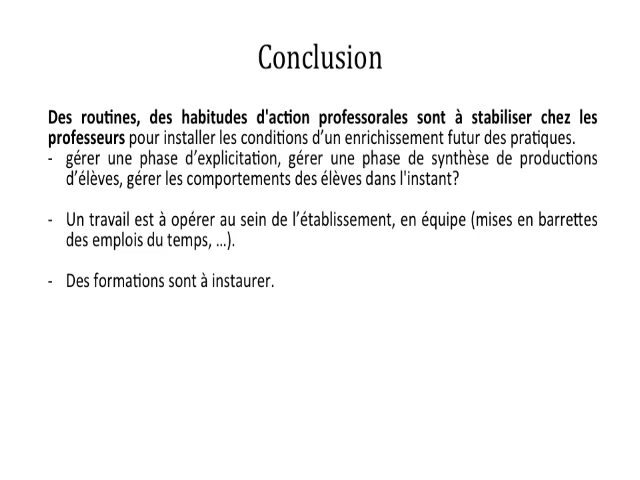 Conclusion
Des routines, des habitudes d'action professorales sont à stabiliser chez les
professeurs pour installer les conditions d’un enrichissement futur des pratiques.
- gérer une phase d’explicitation, gérer une phase de synthèse de productions
d’élèves, gérer les comportements des élèves dans l'instant?
- Un travail est à opérer au sein de l’établissement, en équipe (mises en barrettes
des emplois du temps, …).
- Des formations sont à instaurer.